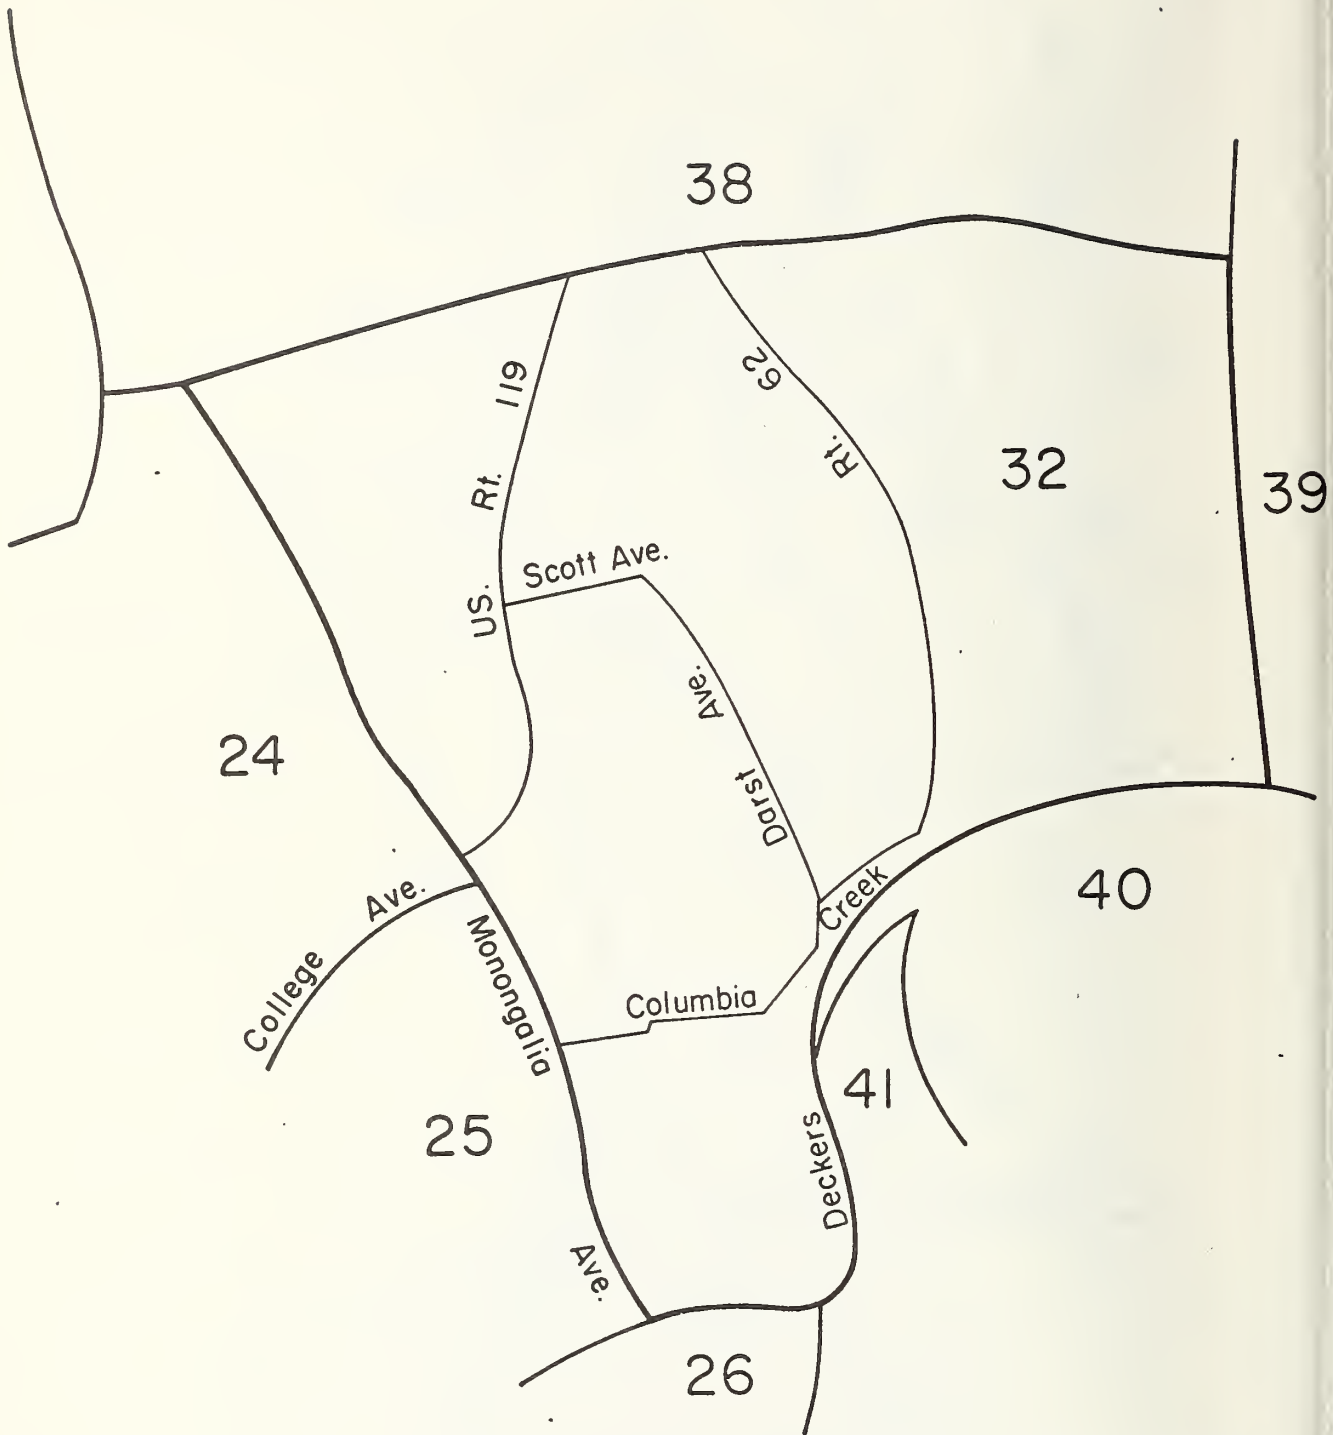 38
US. Rt. 119
Rt. 62
32
39
Scott Ave.
Darst Ave.
24
College Ave.
Monongalia Ave.
Columbia
Deckers Creek
40
41
25
26